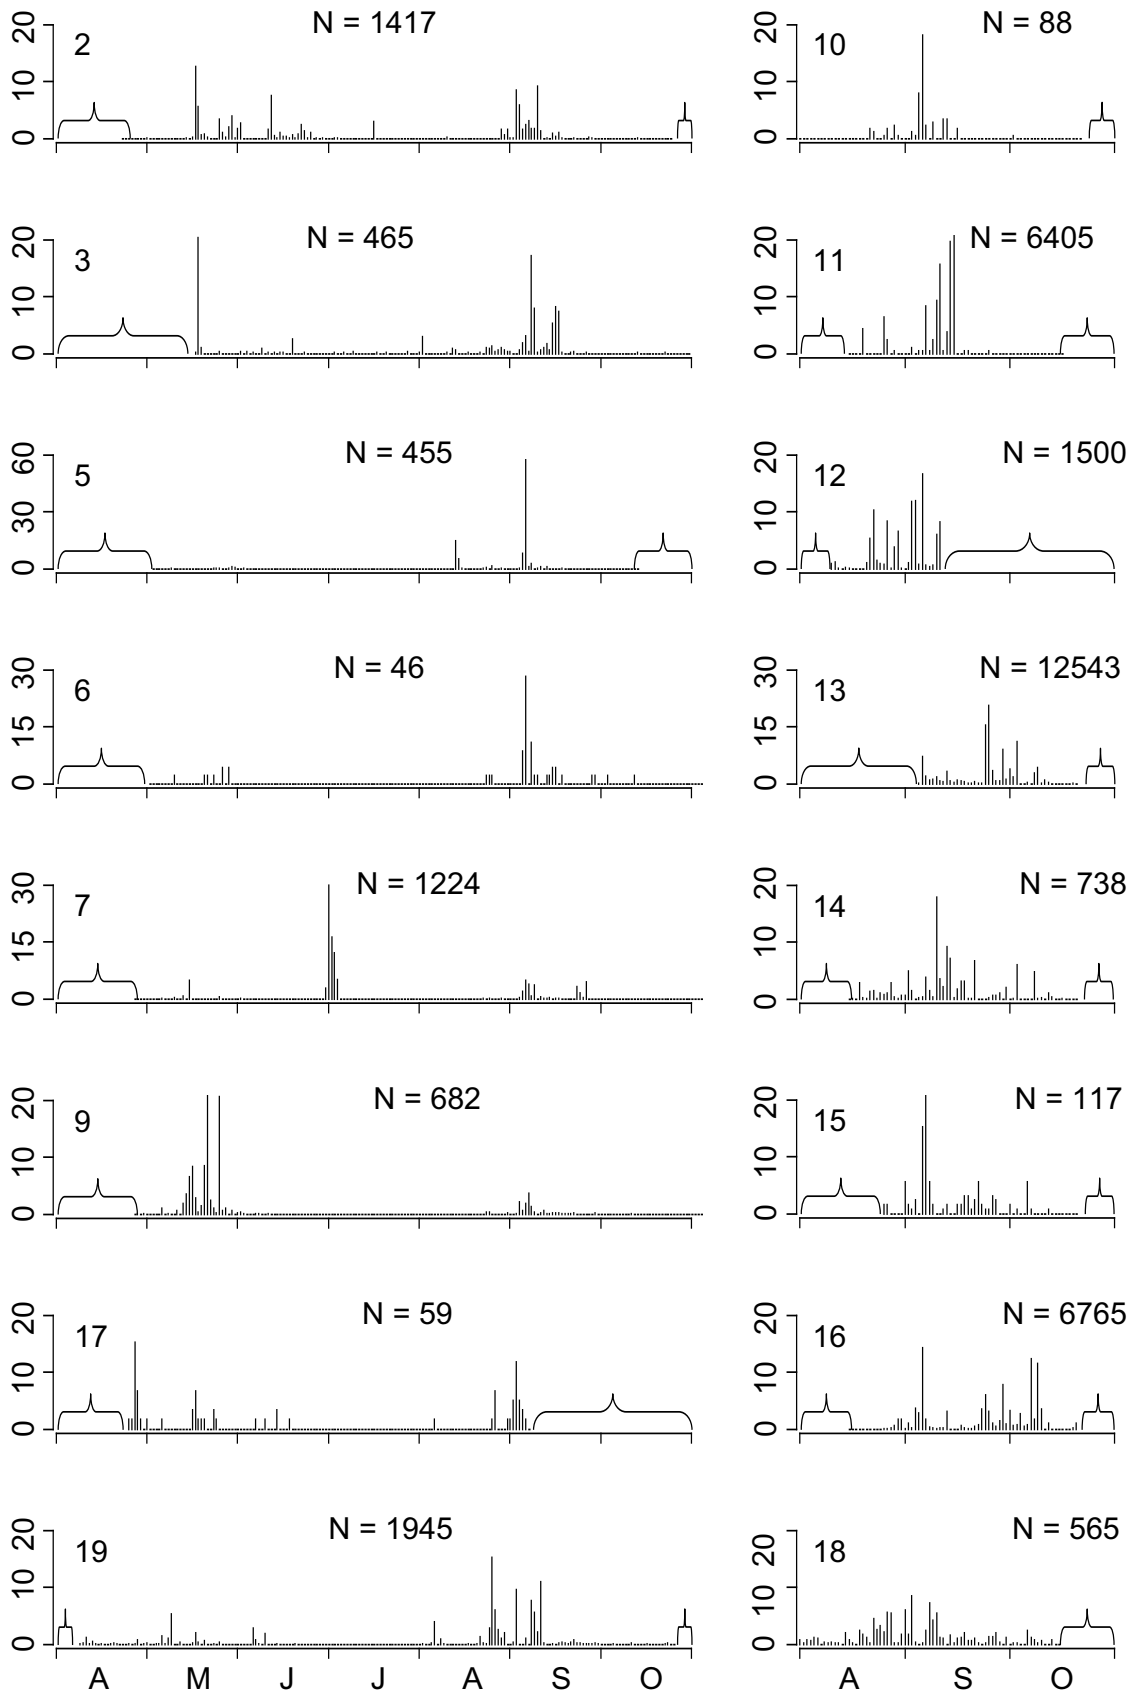 2 N = 1417 0 10 20
10 N = 88 0 10 20
3 N = 465 0 10 20
11 N = 6405 0 10 20
5 N = 455 0 30 60
12 N = 1500 0 10 20
6 N = 46 0 15 30
13 N = 12543 0 15 30
7 N = 1224 0 15 30
14 N = 738 0 10 20
9 N = 682 0 10 20
15 N = 117 0 10 20
17 N = 59 0 10 20
16 N = 6765 0 10 20
19 N = 1945 0 10 20
18 N = 565 0 10 20
A M J J A S O
A S O